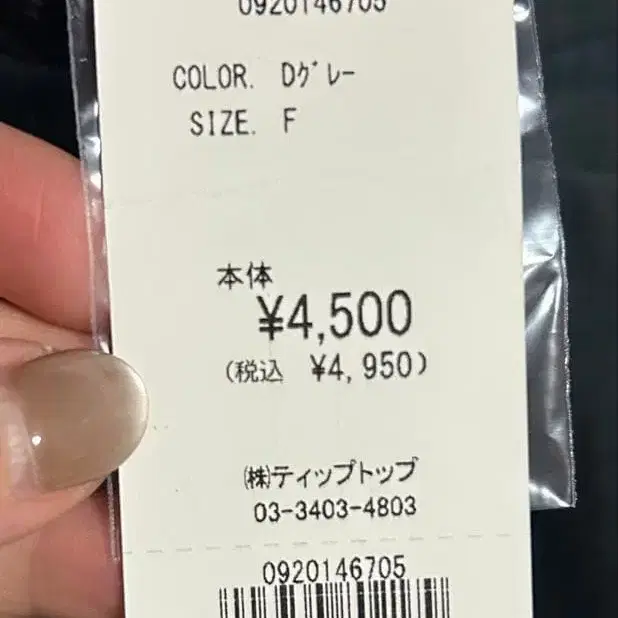 0920146705
COLOR. Dグレー
SIZE. F
本体
¥4,500
(税込 ¥4,950)
㈱ティップトップ
03-3403-4803
0920146705